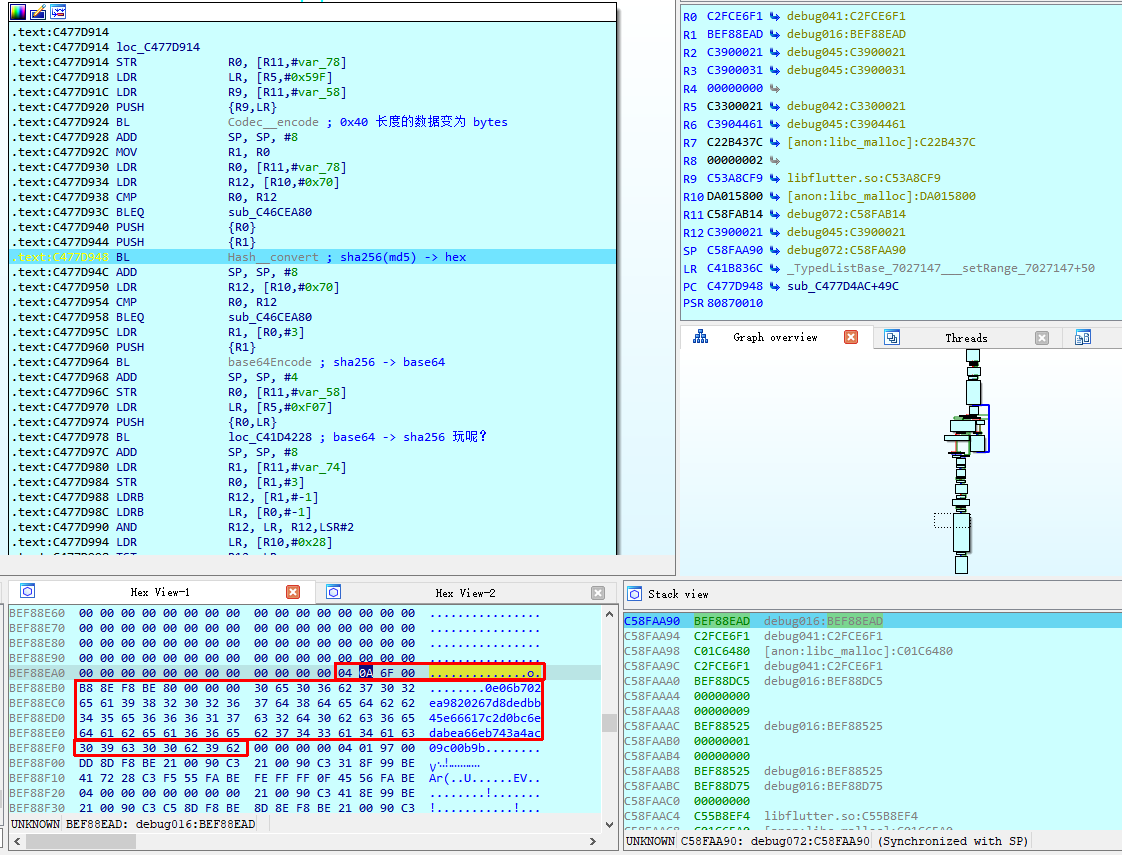 .text:C477D914
.text:C477D914 loc_C477D914
.text:C477D914 STR R0, [R11,#var_78]
.text:C477D918 LDR LR, [R5,#0x59F]
.text:C477D91C LDR R9, [R11,#var_58]
.text:C477D920 PUSH {R9,LR}
.text:C477D924 BL Codec__encode ; 0x40 长度的数据变为 bytes
.text:C477D928 ADD SP, SP, #8
.text:C477D92C MOV R1, R0
.text:C477D930 LDR R0, [R11,#var_78]
.text:C477D934 LDR R12, [R10,#0x70]
.text:C477D938 CMP R0, R12
.text:C477D93C BLEQ sub_C46CEA80
.text:C477D940 PUSH {R0}
.text:C477D944 PUSH {R1}
.text:C477D948 BL Hash__convert ; sha256(md5) -> hex
.text:C477D94C ADD SP, SP, #8
.text:C477D950 LDR R12, [R10,#0x70]
.text:C477D954 CMP R0, R12
.text:C477D958 BLEQ sub_C46CEA80
.text:C477D95C LDR R1, [R0,#3]
.text:C477D960 PUSH {R1}
.text:C477D964 BL base64Encode ; sha256 -> base64
.text:C477D968 ADD SP, SP, #4
.text:C477D96C STR R0, [R11,#var_58]
.text:C477D970 LDR LR, [R5,#0xF07]
.text:C477D974 PUSH {R0,LR}
.text:C477D978 BL loc_C41D4228 ; base64 -> sha256 玩呢?
.text:C477D97C ADD SP, SP, #8
.text:C477D980 LDR R1, [R11,#var_74]
.text:C477D984 STR R0, [R1,#3]
.text:C477D988 LDRB R12, [R1,#-1]
.text:C477D98C LDRB LR, [R0,#-1]
.text:C477D990 AND R12, LR, R12,LSR#2
.text:C477D994 LDR LR, [R10,#0x28]
R0 C2FCE6F1 debug041:C2FCE6F1
R1 BEF88EAD debug016:BEF88EAD
R2 C3900021 debug045:C3900021
R3 C3900031 debug045:C3900031
R4 00000000
R5 C3300021 debug042:C3300021
R6 C3904461 debug045:C3904461
R7 C22B437C [anon:libc_malloc]:C22B437C
R8 00000002
R9 C53A8CF9 libflutter.so:C53A8CF9
R10 DA015800 [anon:libc_malloc]:DA015800
R11 C58FAB14 debug072:C58FAB14
R12 C3900021 debug045:C3900021
SP C58FAA90 debug072:C58FAA90
LR C41B836C _TypedListBase_7027147___setRange_7027147+50
PC C477D948 sub_C477D4AC+49C
PSR 80870010
Graph overview Threads
Hex View-1 Hex View-2
BEF88E60 00 00 00 00 00 00 00 00 00 00 00 00 00 00 00 00 ................
BEF88E70 00 00 00 00 00 00 00 00 00 00 00 00 00 00 00 00 ................
BEF88E80 00 00 00 00 00 00 00 00 00 00 00 00 00 00 00 00 ................
BEF88E90 00 00 00 00 00 00 00 00 00 00 00 00 00 00 00 00 ................
BEF88EA0 00 00 00 00 00 00 00 00 00 00 00 00 04 0A 6F 00 ..............o.
BEF88EB0 B8 8E F8 BE 80 00 00 00 30 65 30 36 62 37 30 32 ........0e06b702
BEF88EC0 65 61 39 38 32 30 32 36 37 64 38 64 65 64 62 62 ea9820267d8dedbb
BEF88ED0 34 35 65 36 36 36 31 37 63 32 64 30 62 63 36 65 45e66617c2d0bc6e
BEF88EE0 64 61 62 65 61 36 36 65 62 37 34 33 61 34 61 63 dabea66eb743a4ac
BEF88EF0 30 39 63 30 30 62 39 62 00 00 00 00 04 01 97 00 09c00b9b........
BEF88F00 DD 8D F8 BE 21 00 90 C3 21 00 90 C3 31 8F 99 BE
BEF88F10 41 72 28 C3 F5 55 FA BE FE FF FF 0F 45 56 FA BE Ar(..U......EV..
BEF88F20 04 00 00 00 00 00 00 00 21 00 90 C3 41 8E 99 BE ........!.......
BEF88F30 21 00 90 C3 C5 8D F8 BE 8D 8E F8 BE 21 00 90 C3 !...........!...
UNKNOWN BEF88EAD: debug016:BEF88EAD
Stack view
C58FAA90 BEF88EAD debug016:BEF88EAD
C58FAA94 C2FCE6F1 debug041:C2FCE6F1
C58FAA98 C01C6480 [anon:libc_malloc]:C01C6480
C58FAA9C C2FCE6F1 debug041:C2FCE6F1
C58FAAA0 BEF88DC5 debug016:BEF88DC5
C58FAAA4 00000000
C58FAAA8 00000009
C58FAAAC BEF88525 debug016:BEF88525
C58FAAB0 00000001
C58FAAB4 00000000
C58FAAB8 BEF88525 debug016:BEF88525
C58FAABC BEF88D75 debug016:BEF88D75
C58FAAC0 00000000
C58FAAC4 C55B8EF4 libflutter.so:C55B8EF4
UNKNOWN C58FAA90: debug072:C58FAA90 (Synchronized with SP)